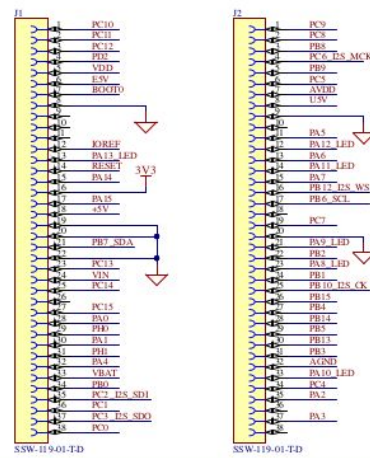 J1
PC10
PC11
PC12
PD2
VDD
E5V
BOOT0
IOREF
PA13_LED
RESET
3V3
PA14
PA15
+5V
PB7_SDA
PC13
VIN
PC14
PC15
PA0
PH0
PA1
PH1
PA4
VBAT
PB0
PC2_I2S_SDI
PC1
PC3_I2S_SDO
PC0
SSW-119-01-T-D
J2
PC9
PC8
PB8
PC6_I2S_MCK
PB9
PC5
AVDD
U5V
PA5
PA12_LED
PA6
PA11_LED
PA7
PB12_I2S_WS
PB6_SCL
PC7
PA9_LED
PB2
PA8_LED
PB1
PB10_I2S_CK
PB15
PB4
PB14
PB5
PB13
PB3
AGND
PA10_LED
PC4
PA2
PA3
SSW-119-01-T-D